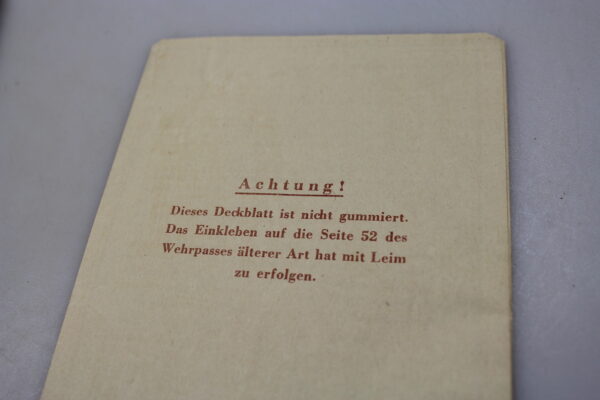 Achtung!
Dieses Deckblatt ist nicht gummiert.
Das Einkleben auf die Seite 52 des
Wehrpasses älterer Art hat mit Leim
zu erfolgen.